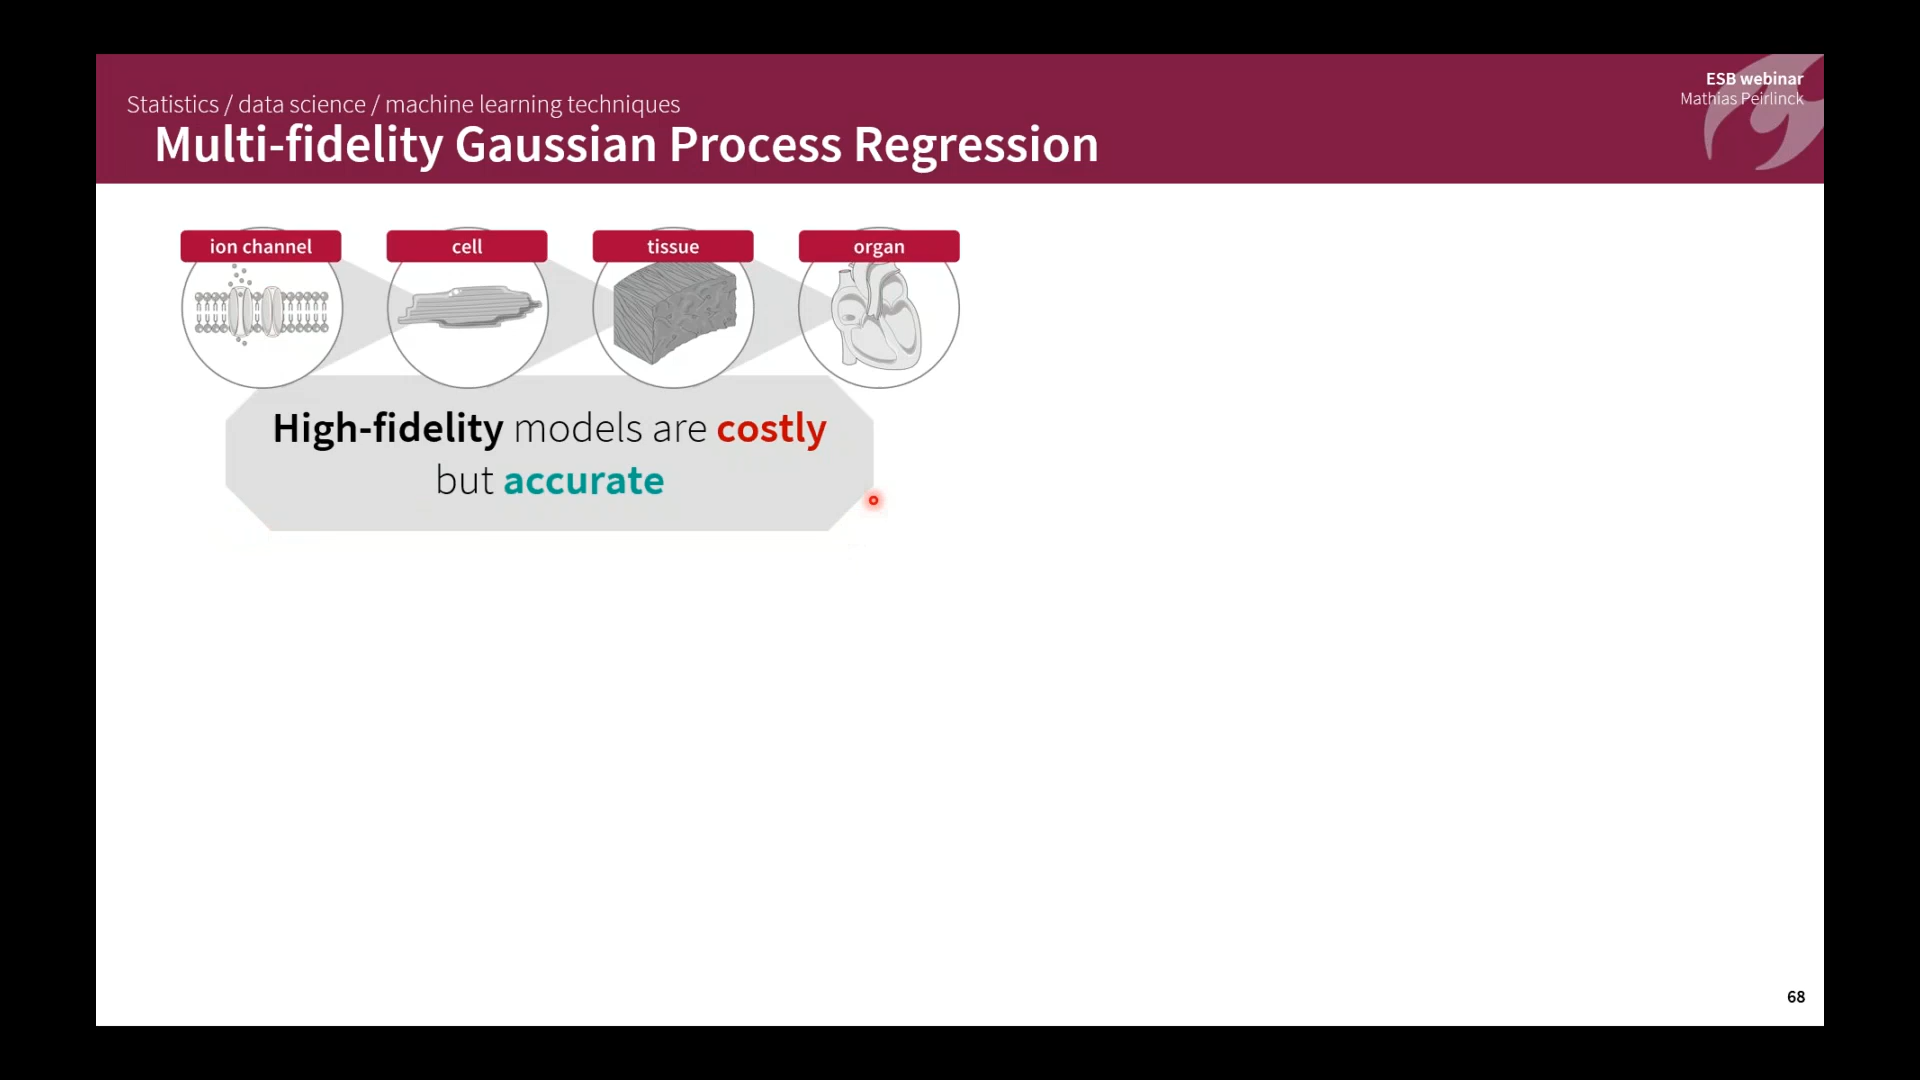 ESB webinar
Mathias Peirlinck
Statistics / data science / machine learning techniques
Multi-fidelity Gaussian Process Regression
ion channel
cell
tissue
organ
High-fidelity models are costly
but accurate
68